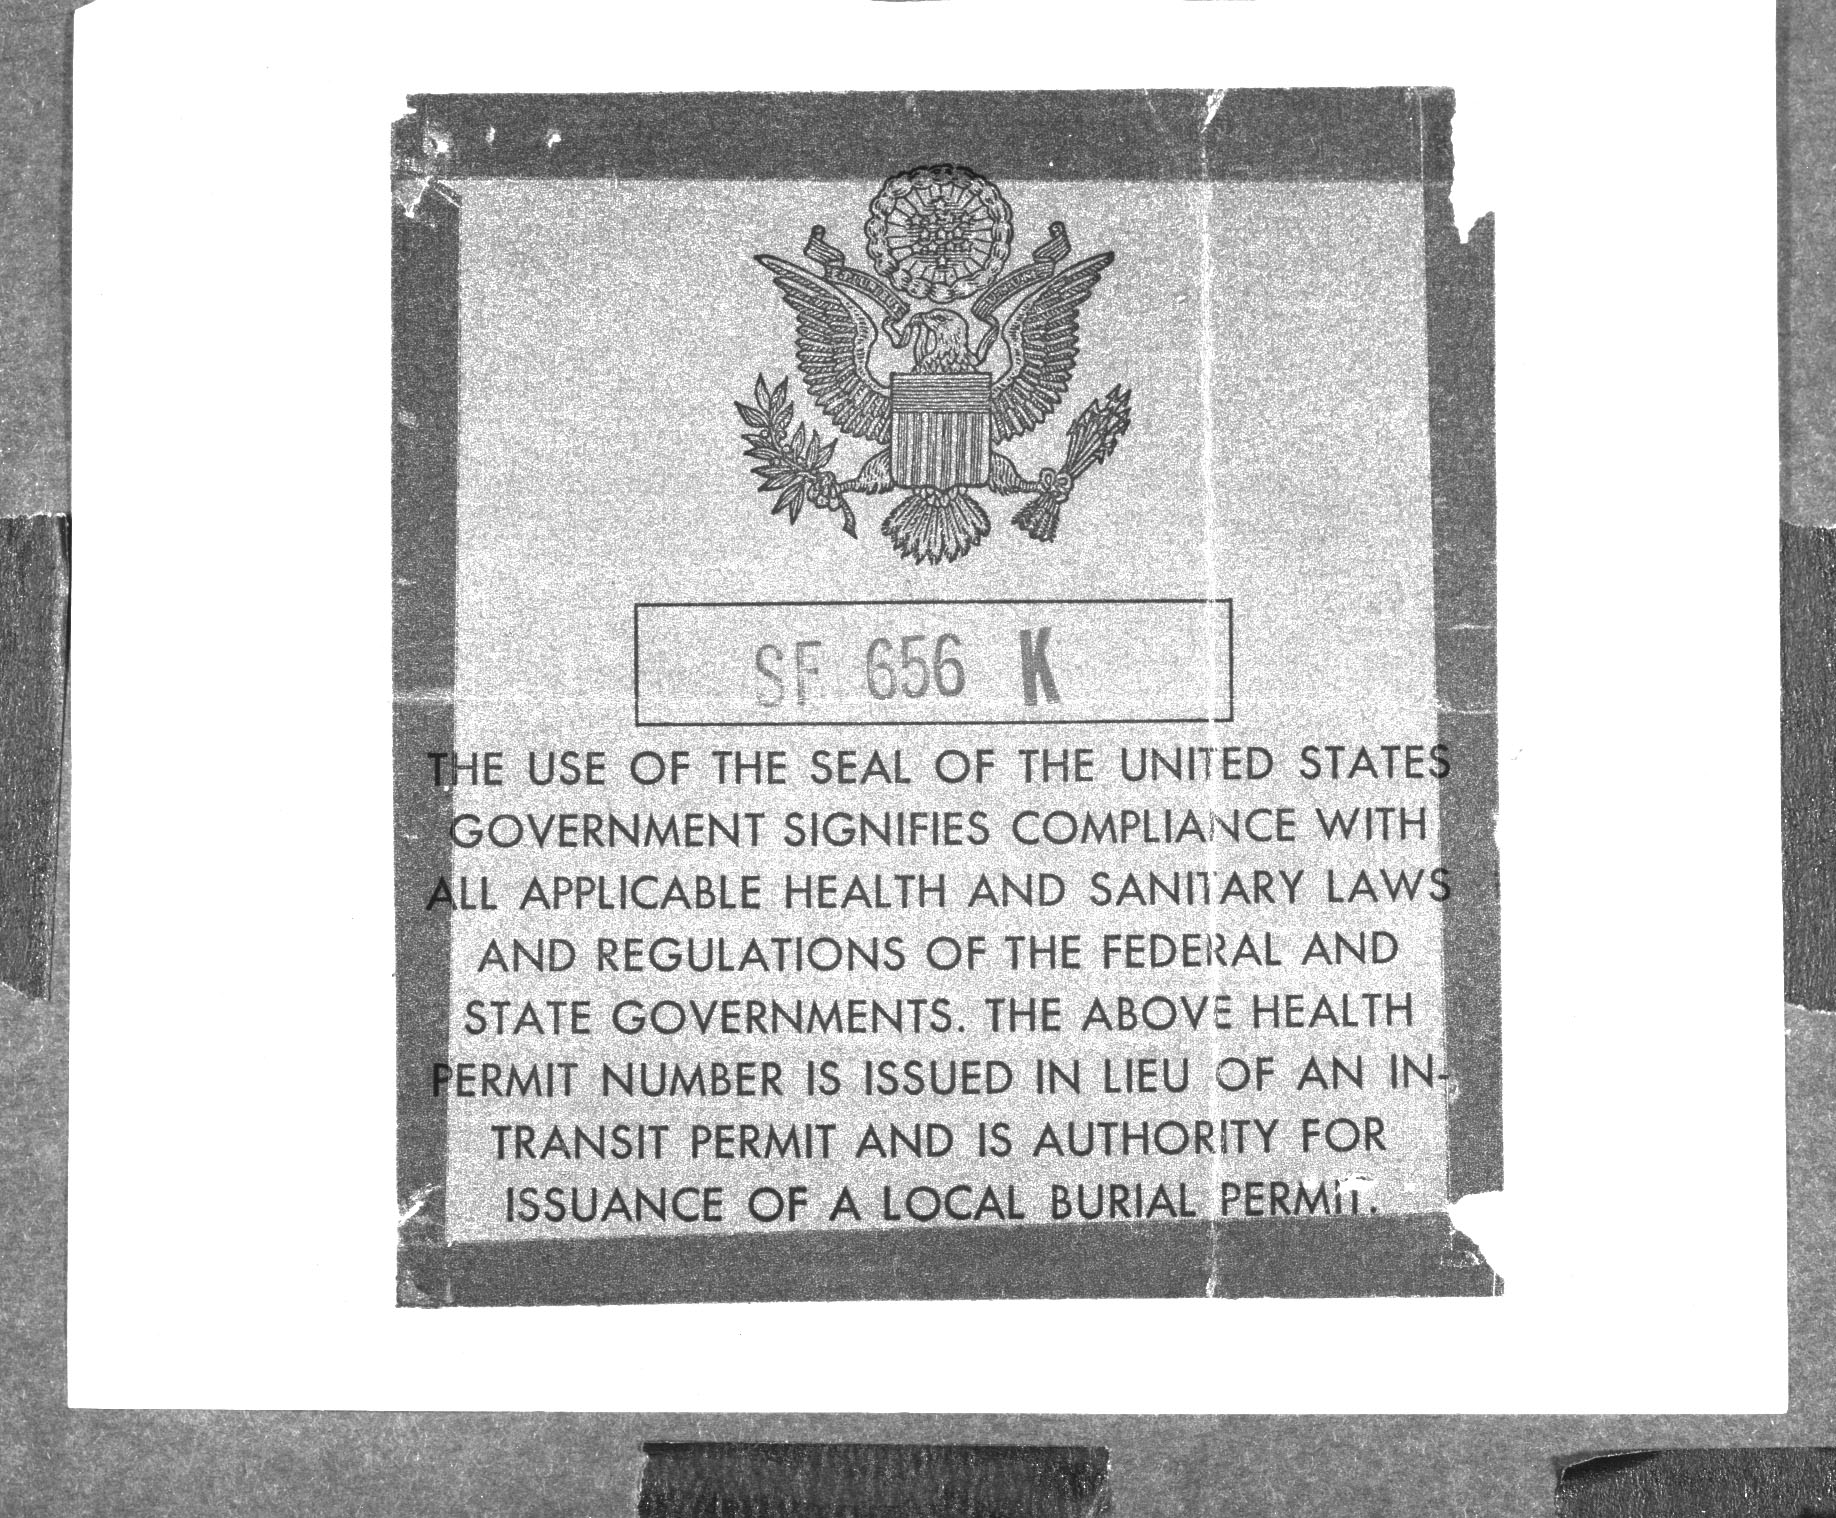 SF 656 K
THE USE OF THE SEAL OF THE UNITED STATES
GOVERNMENT SIGNIFIES COMPLIANCE WITH
ALL APPLICABLE HEALTH AND SANITARY LAWS
AND REGULATIONS OF THE FEDERAL AND
STATE GOVERNMENTS. THE ABOVE HEALTH
PERMIT NUMBER IS ISSUED IN LIEU OF AN IN-
TRANSIT PERMIT AND IS AUTHORITY FOR
ISSUANCE OF A LOCAL BURIAL PERMIT.